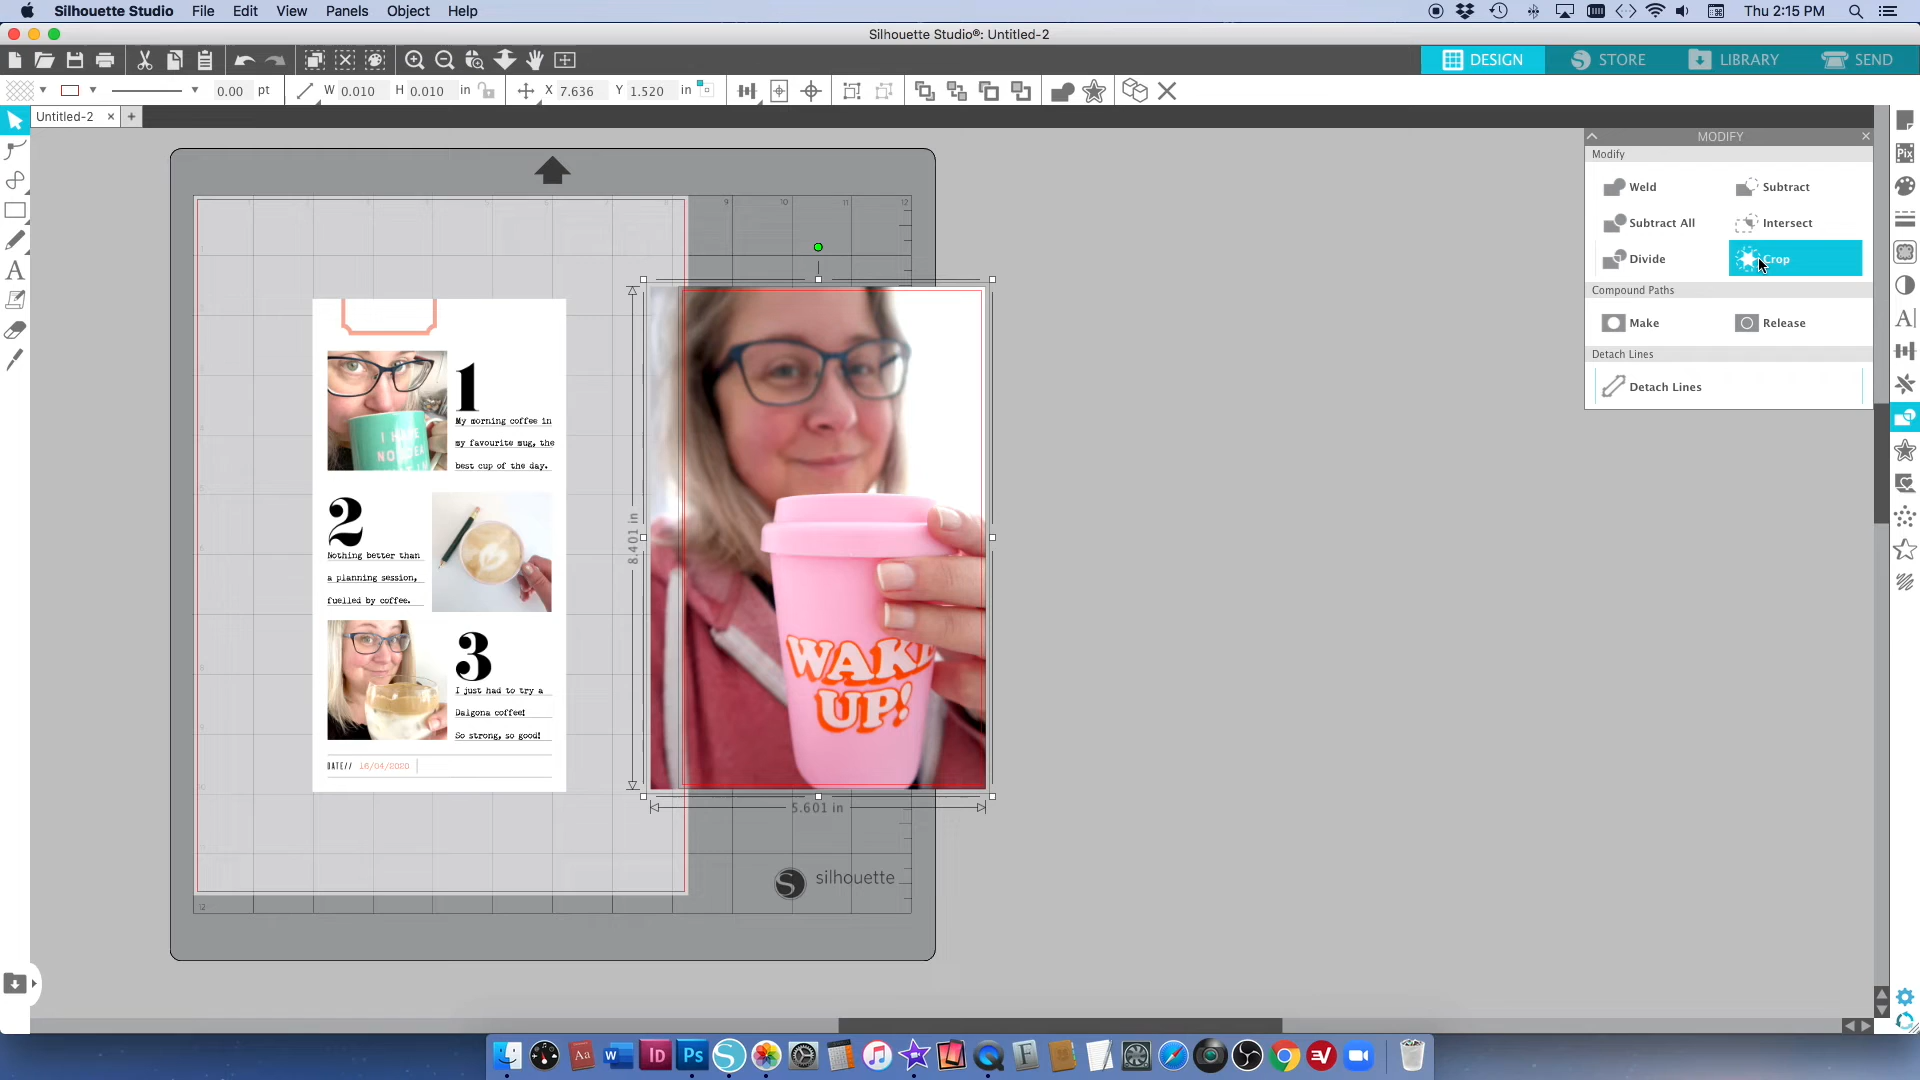 Silhouette Studio File Edit View Panels Object Help
Thu 2:15 PM
Silhouette Studio®: Untitled-2
DESIGN STORE LIBRARY SEND
0.00 pt W 0.010 H 0.010 in X 7.636 Y 1.520 in
Untitled-2
MODIFY
Modify
Weld Subtract
Subtract All Intersect
Divide Crop
Compound Paths
Make Release
Detach Lines
Detach Lines
1
My morning coffee in
my favourite mug, the
best cup of the day.
2
Nothing better than
a planning session,
fuelled by coffee.
3
I just had to try a
Dalgona coffee!
So strong, so good!
DATE// 16/04/2020
WAKE
UP!
8.401 in
5.601 in
silhouette